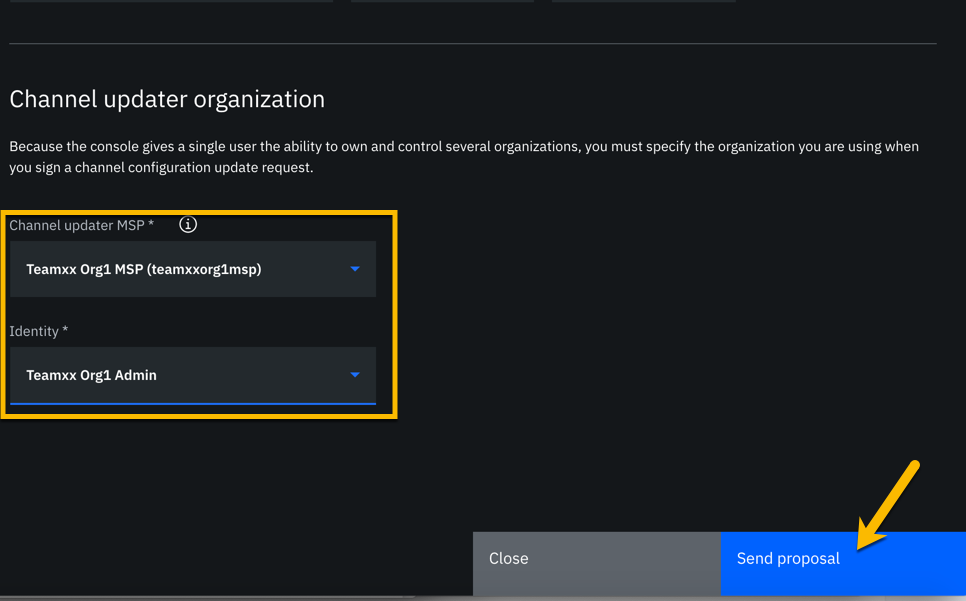 Channel updater organization
Because the console gives a single user the ability to own and control several organizations, you must specify the organization you are using when
you sign a channel configuration update request.
Channel updater MSP *
Teamxx Org1 MSP (teamxxorg1msp)
Identity *
Teamxx Org1 Admin
Close
Send proposal